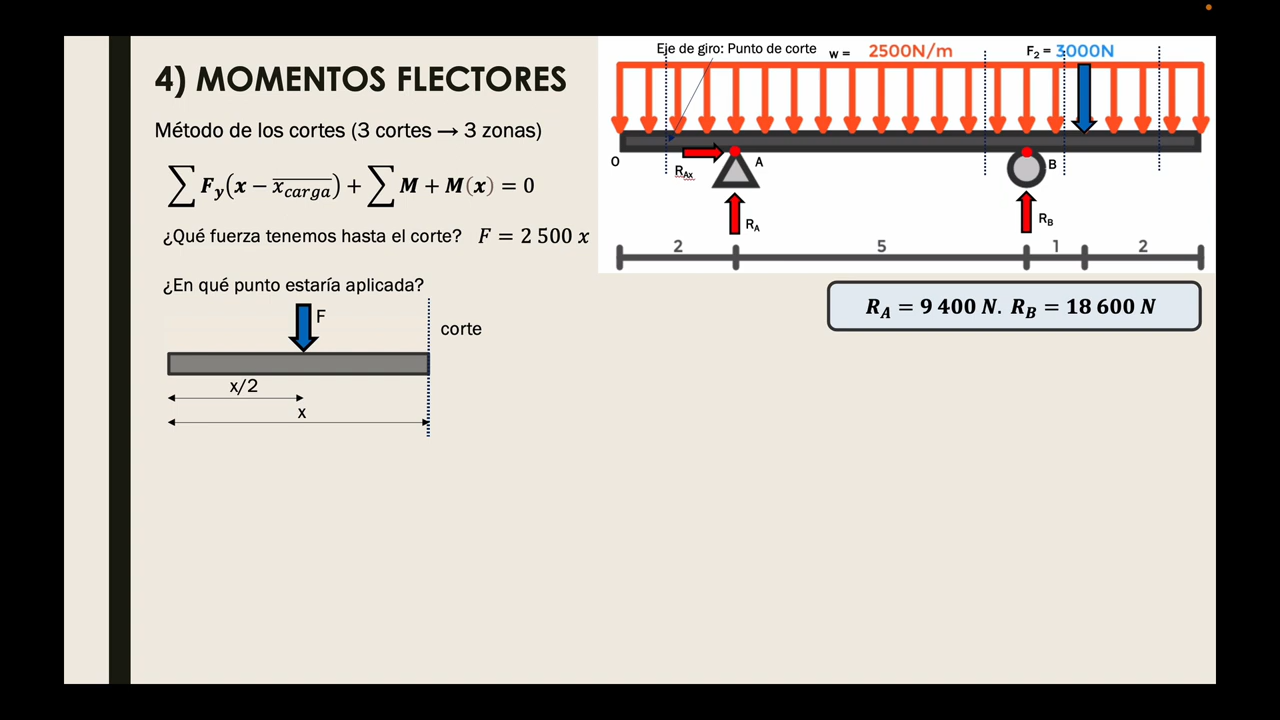 4) MOMENTOS FLECTORES
Método de los cortes (3 cortes → 3 zonas)
∑ F_y(x − x̅_carga) + ∑ M + M(x) = 0
¿Qué fuerza tenemos hasta el corte? F = 2 500 x
¿En qué punto estaría aplicada?
F
corte
x/2
x
Eje de giro: Punto de corte
w = 2500N/m
F₂ = 3000N
O
R_Ax
A
B
R_A
R_B
2 5 1 2
R_A = 9 400 N. R_B = 18 600 N